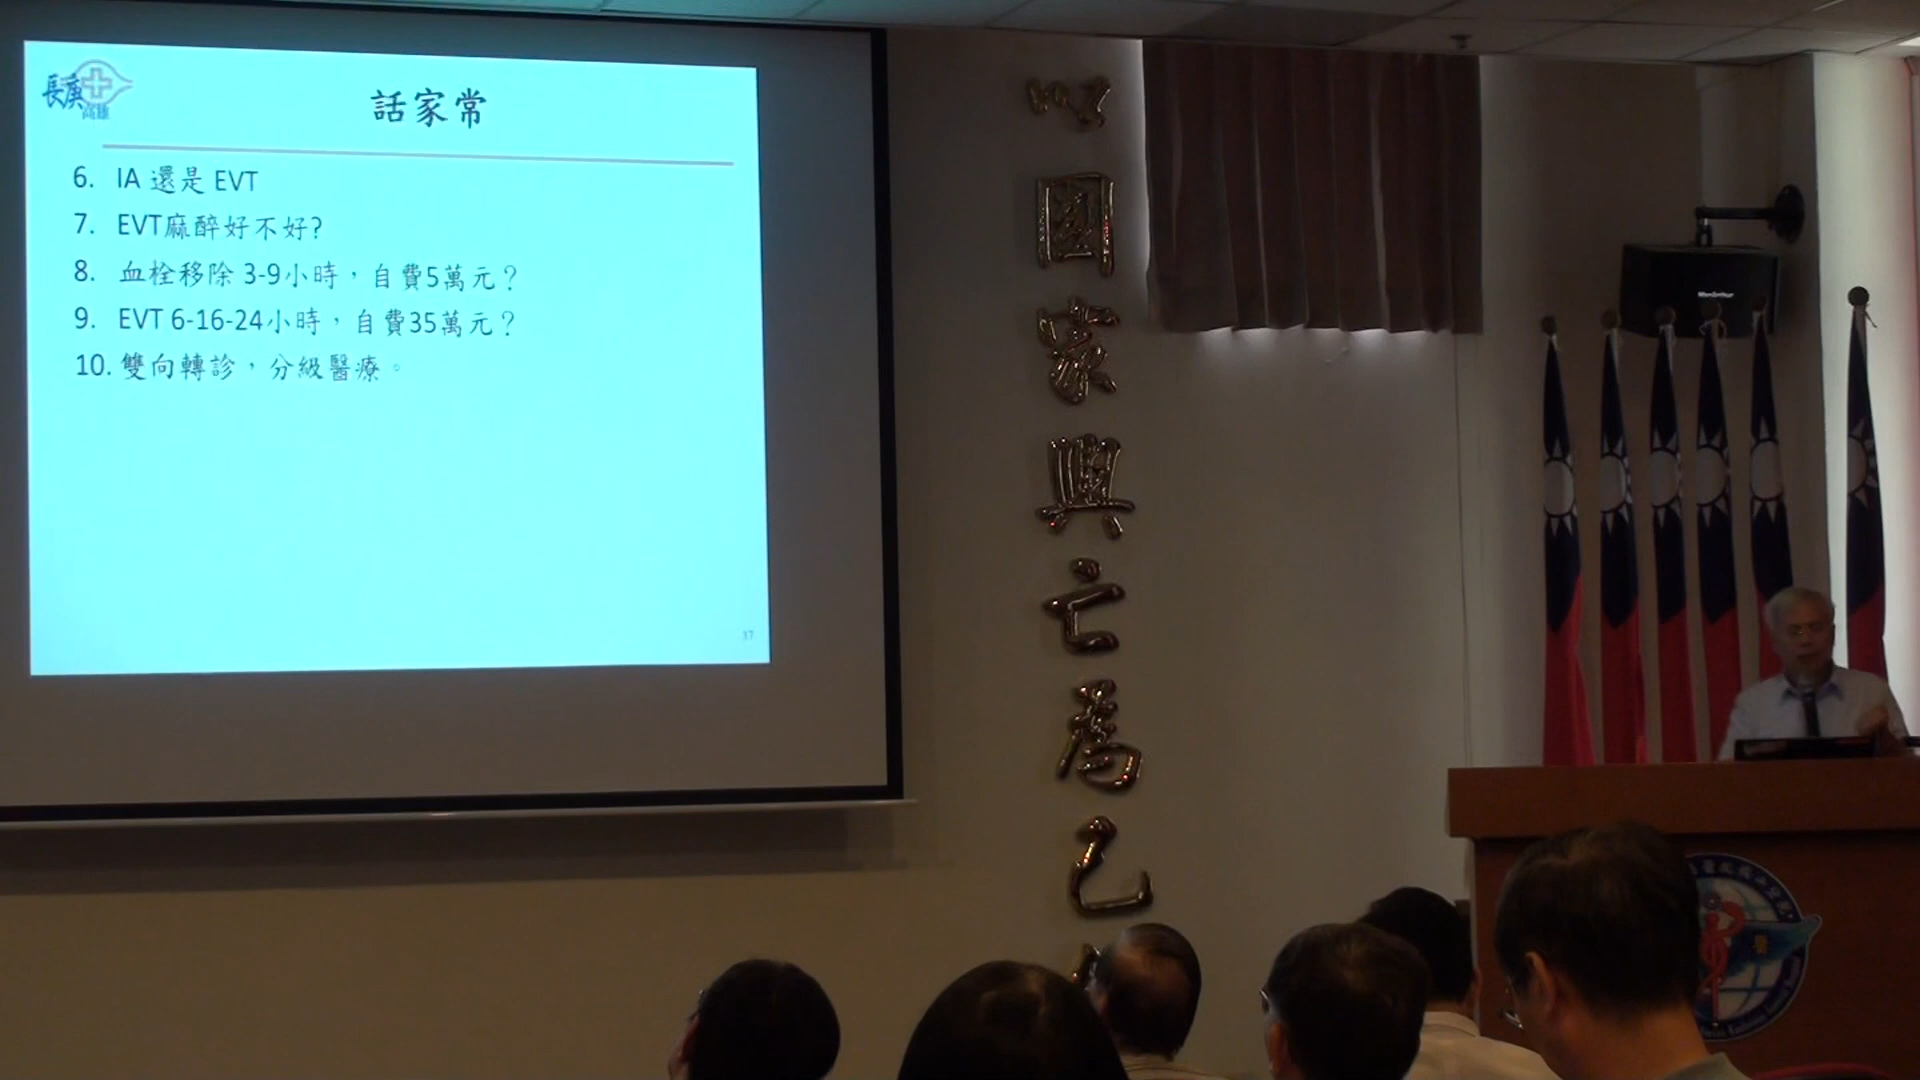 長庚
高雄
話家常
6. IA 還是 EVT
7. EVT麻醉好不好?
8. 血栓移除 3-9小時，自費5萬元？
9. EVT 6-16-24小時，自費35萬元？
10. 雙向轉診，分級醫療。
37
以國家興亡為己